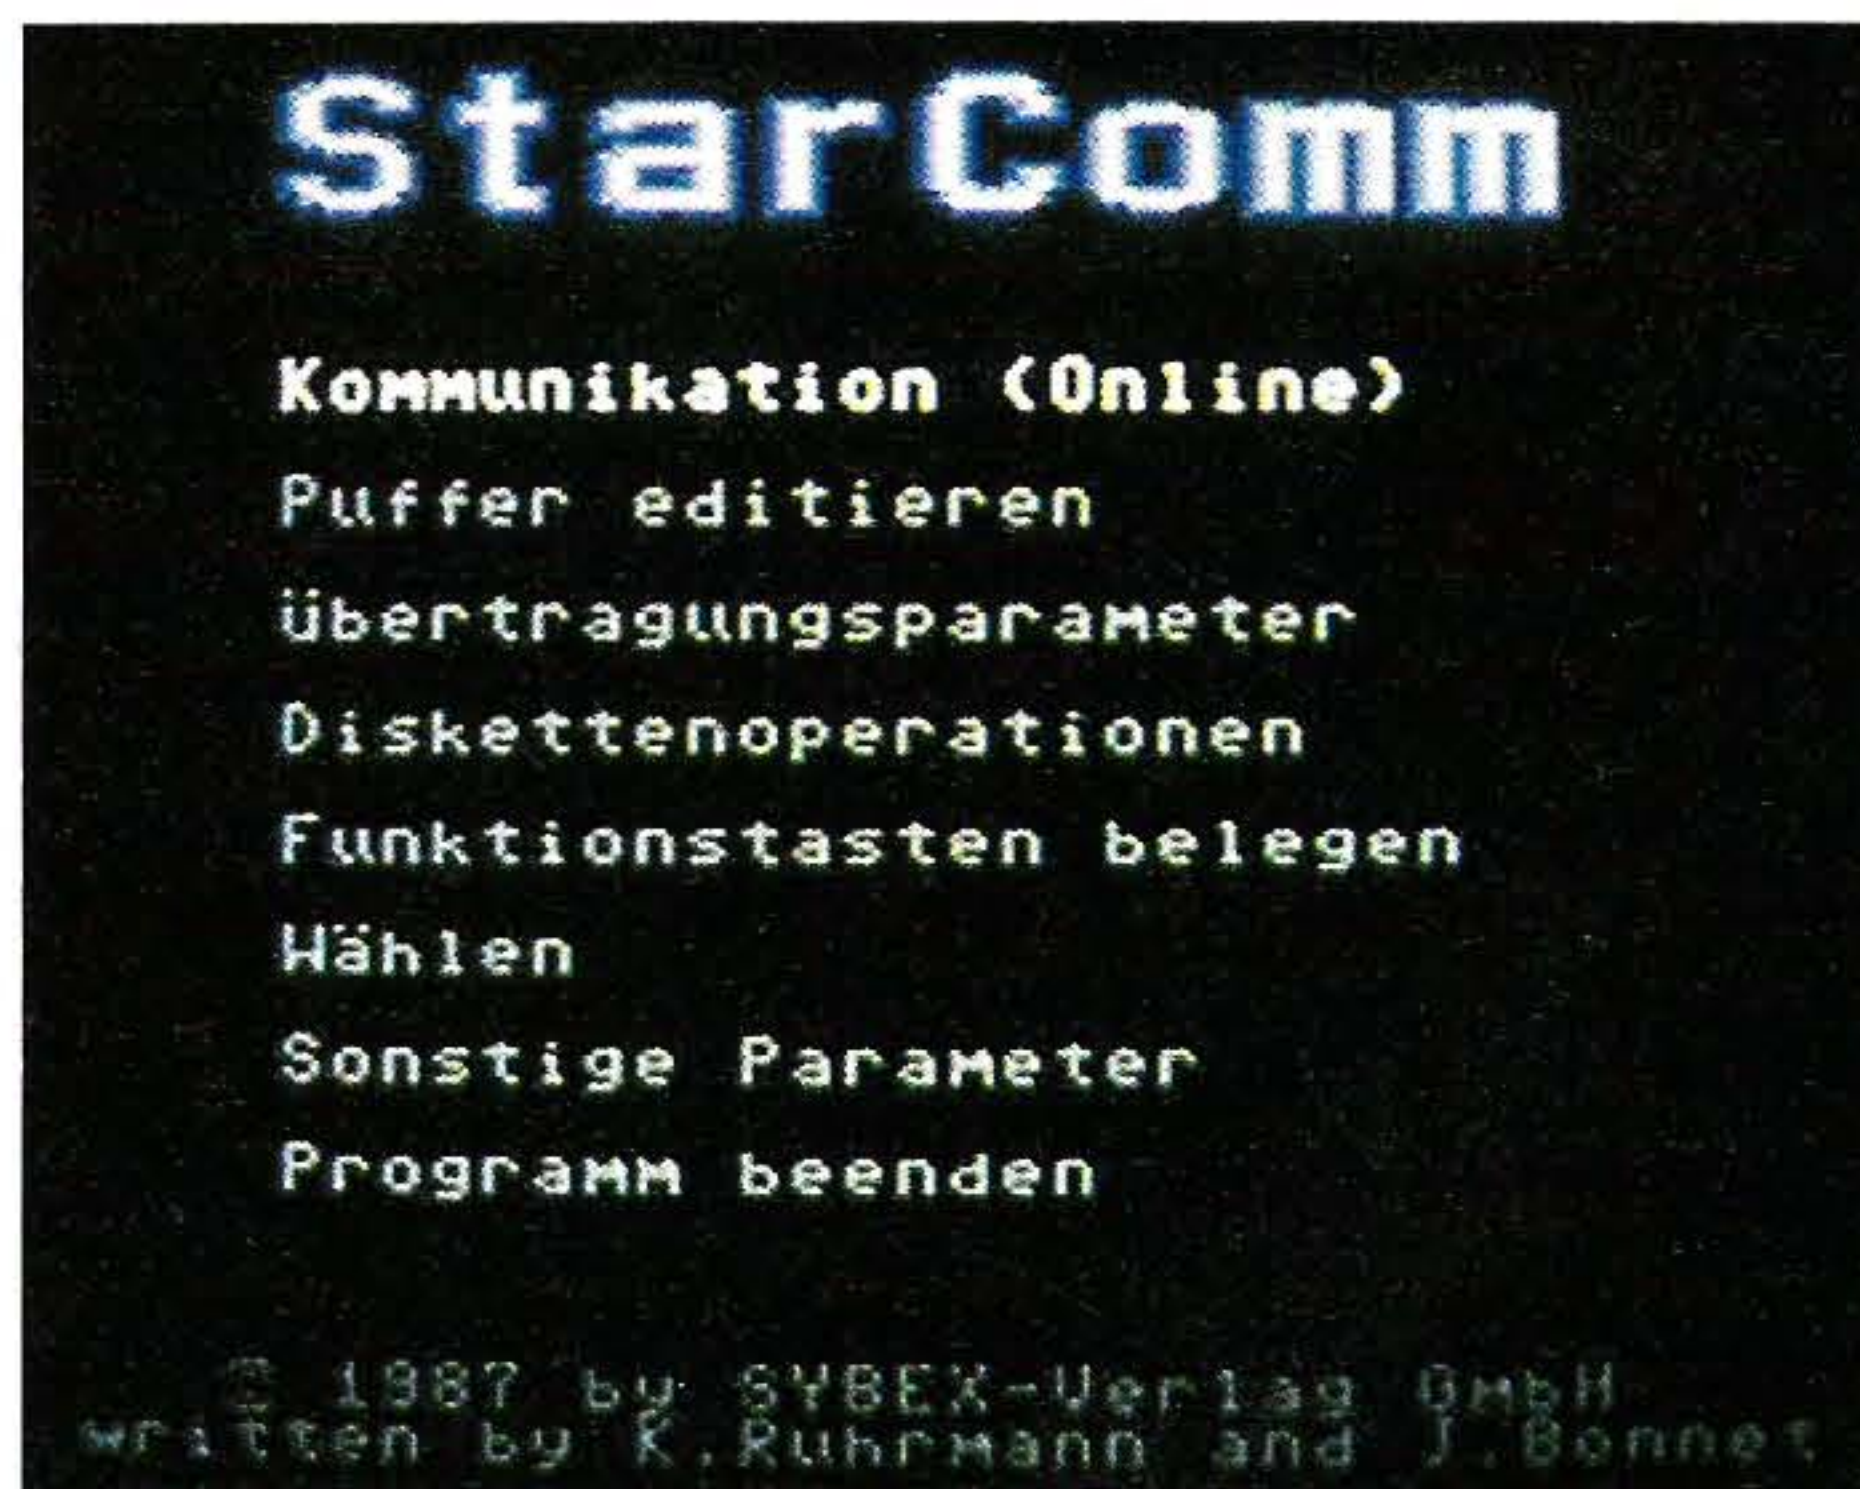 StarComm
Kommunikation (Online)
Puffer editieren
Übertragungsparameter
Diskettenoperationen
Funktionstasten belegen
Wählen
Sonstige Parameter
Programm beenden
© 1987 by SYBEX-Verlag GmbH
written by K.Ruhrmann and J.Bonnet